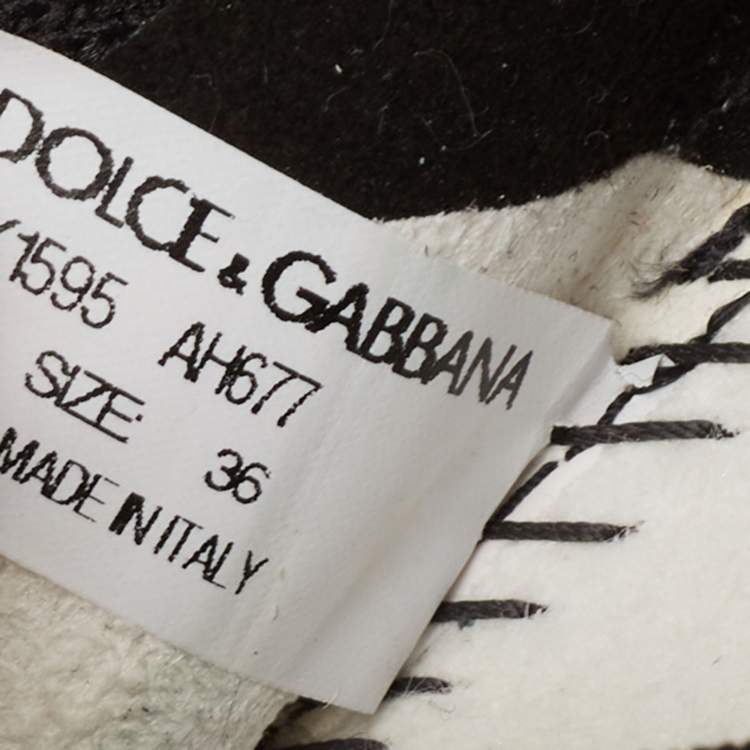 DOLCE & GABBANA
/1595 AH677
SIZE: 36
MADE IN ITALY